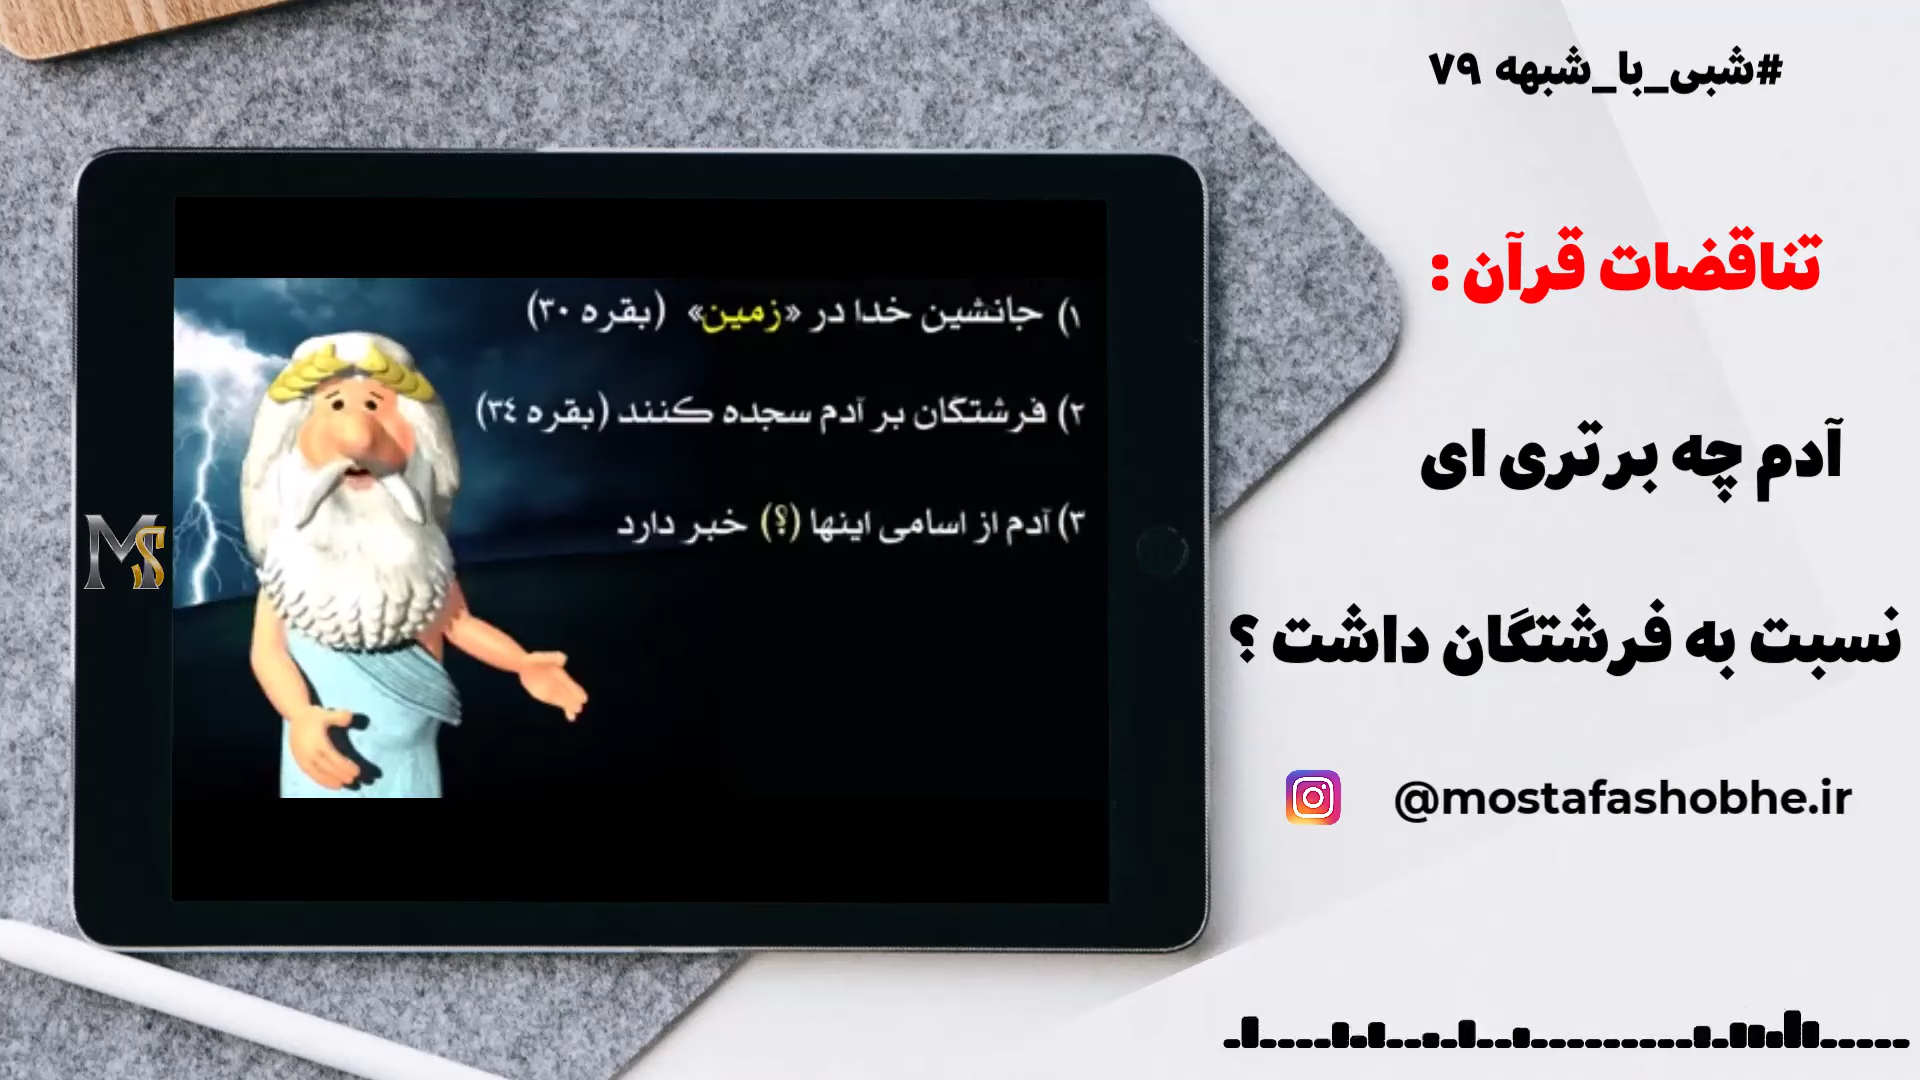 #شبی_با_شبهه ۷۹
تناقضات قرآن :
آدم چه برتری ای
نسبت به فرشتگان داشت ؟
@mostafashobhe.ir
۱) جانشین خدا در «زمین» (بقره ۳۰)
۲) فرشتگان بر آدم سجده کنند (بقره ۳٤)
۳) آدم از اسامی اینها (؟) خبر دارد
MS